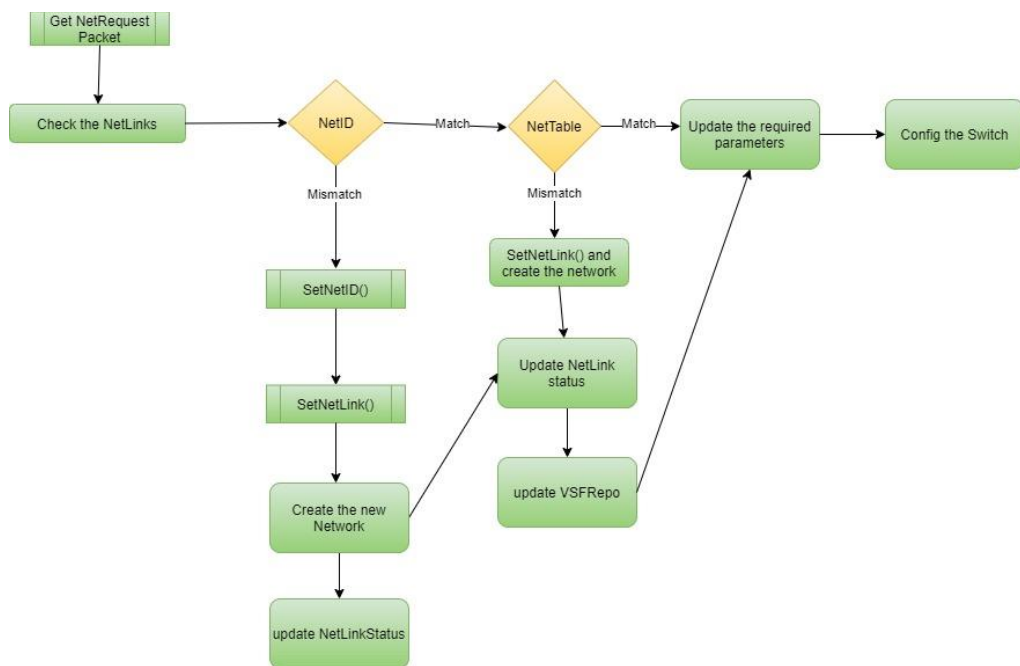 Get NetRequest
Packet
Check the NetLinks
NetID
Match
NetTable
Match
Update the required
parameters
Config the Switch
Mismatch
Mismatch
SetNetLink() and
create the network
SetNetID()
Update NetLink
status
SetNetLink()
update VSFRepo
Create the new
Network
update NetLinkStatus